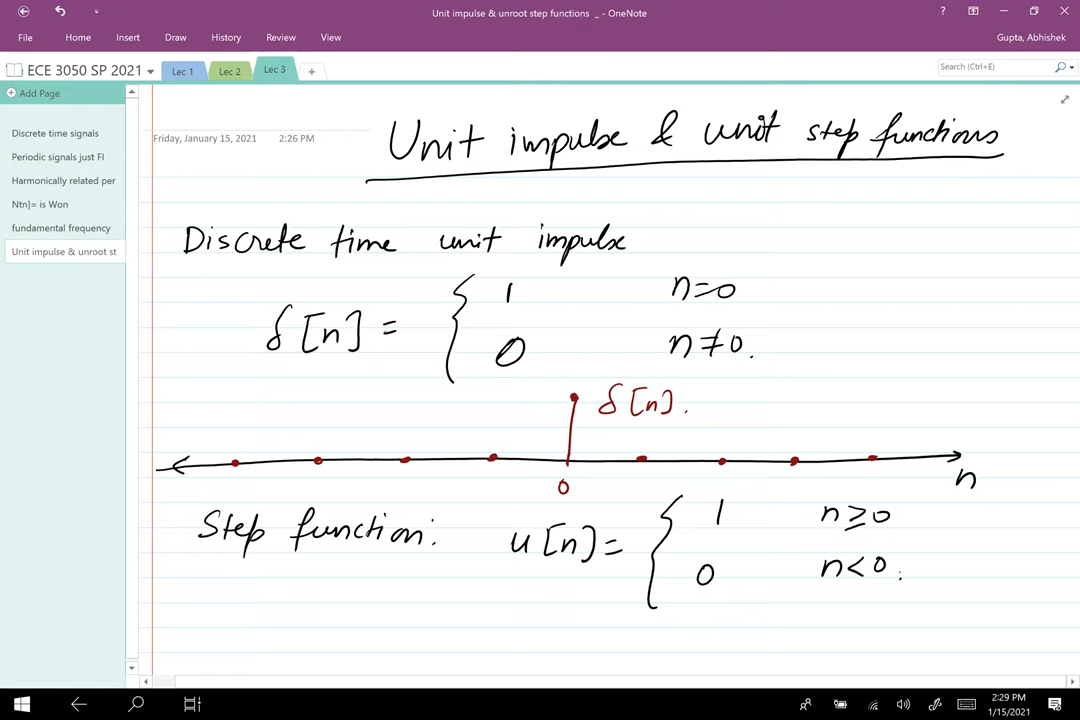 Unit impulse & unroot step functions _ - OneNote
?
File Home Insert Draw History Review View
Gupta, Abhishek
ECE 3050 SP 2021
Lec 1 Lec 2 Lec 3 +
Search (Ctrl+E)
Add Page
Discrete time signals
Periodic signals just FI
Harmonically related per
Ntn]= is Won
fundamental frequency
Unit impulse & unroot st
Friday, January 15, 2021 2:26 PM
Unit impulse & unit step functions
Discrete time unit impulse
δ[n] = { 1 n=0
0 n≠0.
δ[n].
0
n
Step function: u[n] = { 1 n≥0
0 n<0.
2:29 PM
1/15/2021